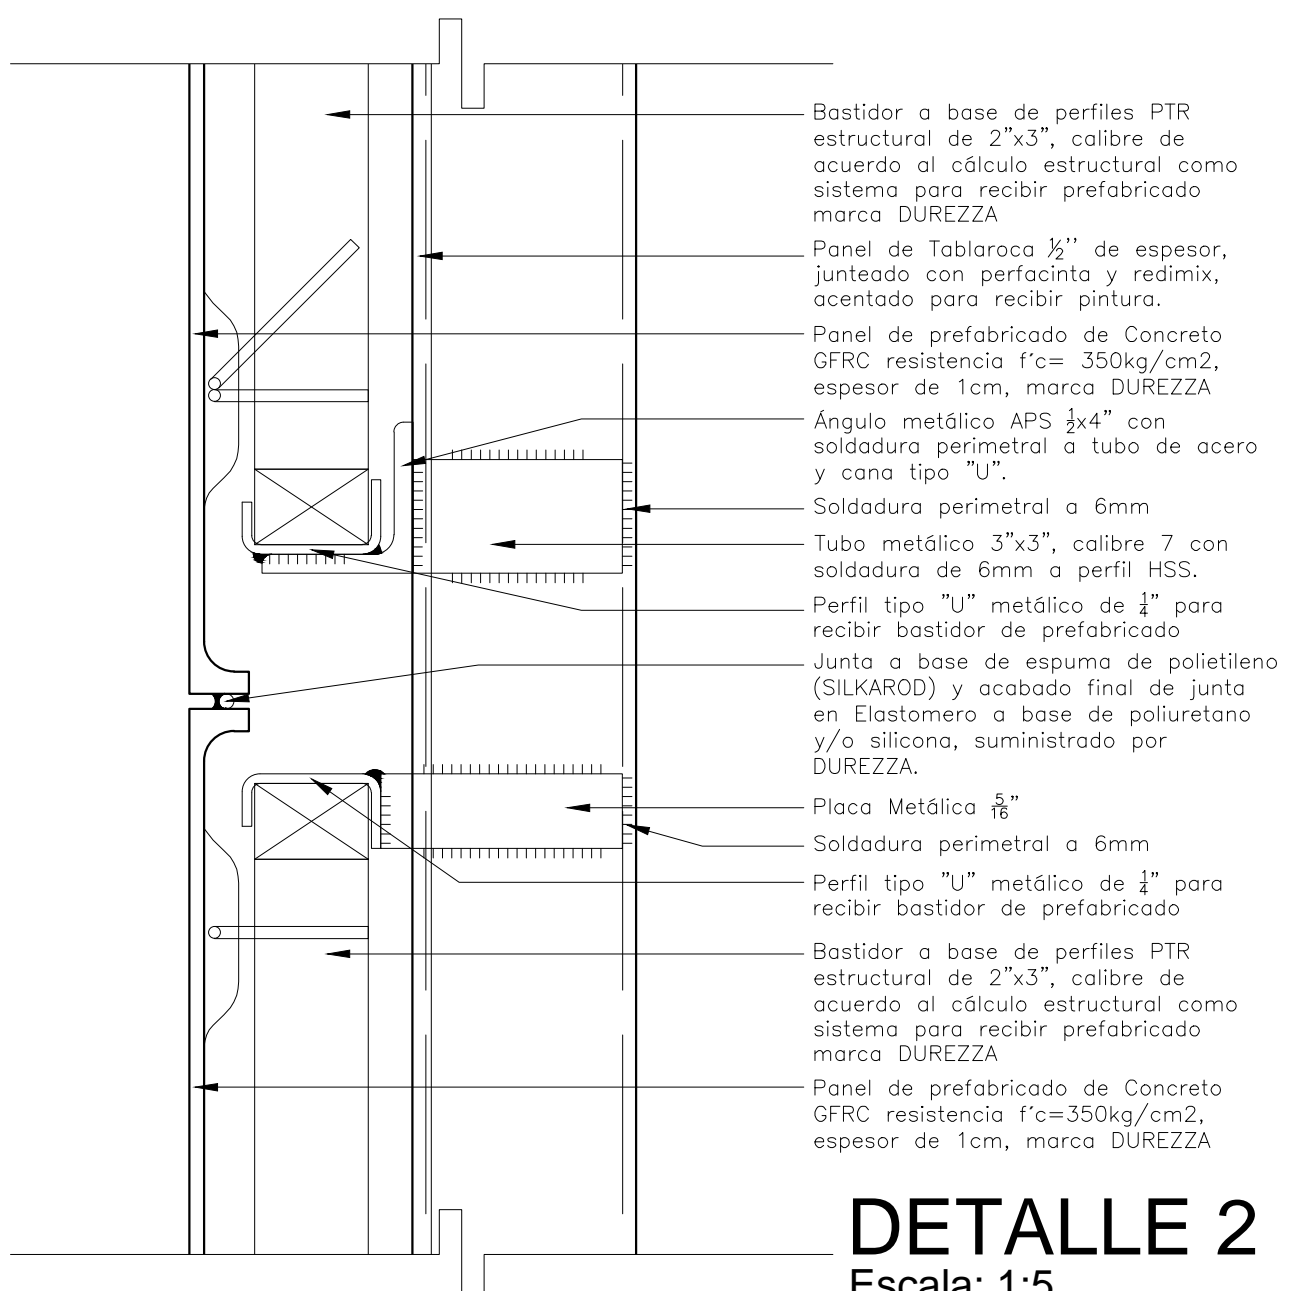 Bastidor a base de perfiles PTR
estructural de 2”x3”, calibre de
acuerdo al cálculo estructural como
sistema para recibir prefabricado
marca DUREZZA
Panel de Tablaroca ½'' de espesor,
junteado con perfacinta y redimix,
acentado para recibir pintura.
Panel de prefabricado de Concreto
GFRC resistencia f´c= 350kg/cm2,
espesor de 1cm, marca DUREZZA
Ángulo metálico APS ½x4” con
soldadura perimetral a tubo de acero
y cana tipo ”U”.
Soldadura perimetral a 6mm
Tubo metálico 3”x3”, calibre 7 con
soldadura de 6mm a perfil HSS.
Perfil tipo ”U” metálico de ¼” para
recibir bastidor de prefabricado
Junta a base de espuma de polietileno
(SILKAROD) y acabado final de junta
en Elastomero a base de poliuretano
y/o silicona, suministrado por
DUREZZA.
Placa Metálica 5/16”
Soldadura perimetral a 6mm
Perfil tipo ”U” metálico de ¼” para
recibir bastidor de prefabricado
Bastidor a base de perfiles PTR
estructural de 2”x3”, calibre de
acuerdo al cálculo estructural como
sistema para recibir prefabricado
marca DUREZZA
Panel de prefabricado de Concreto
GFRC resistencia f´c=350kg/cm2,
espesor de 1cm, marca DUREZZA
DETALLE 2
Escala: 1:5